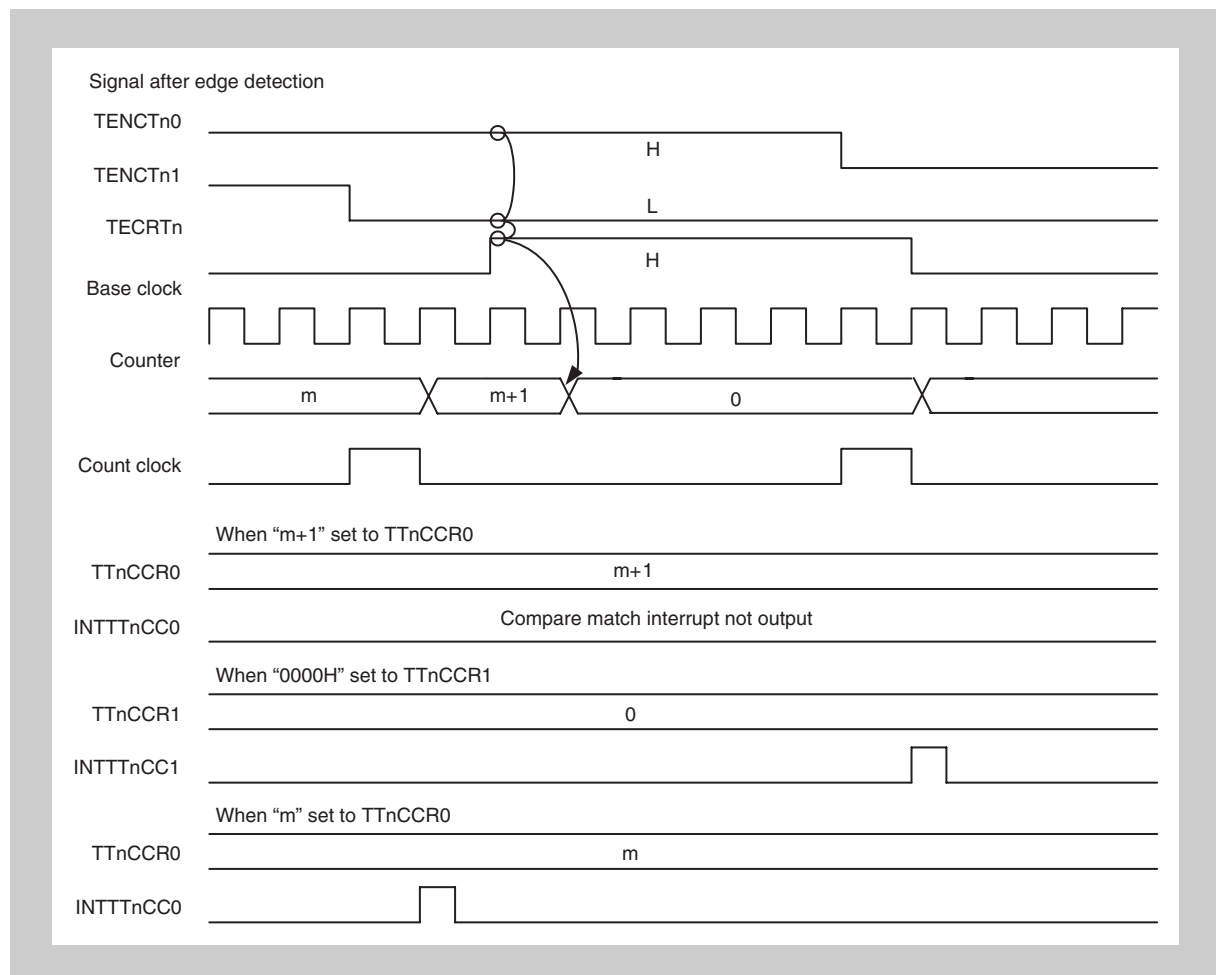 Signal after edge detection
TENCTn0
H
TENCTn1
L
TECRTn
H
Base clock
Counter
m m+1 0
Count clock
When “m+1” set to TTnCCR0
TTnCCR0 m+1
INTTTnCC0 Compare match interrupt not output
When “0000H” set to TTnCCR1
TTnCCR1 0
INTTTnCC1
When “m” set to TTnCCR0
TTnCCR0 m
INTTTnCC0